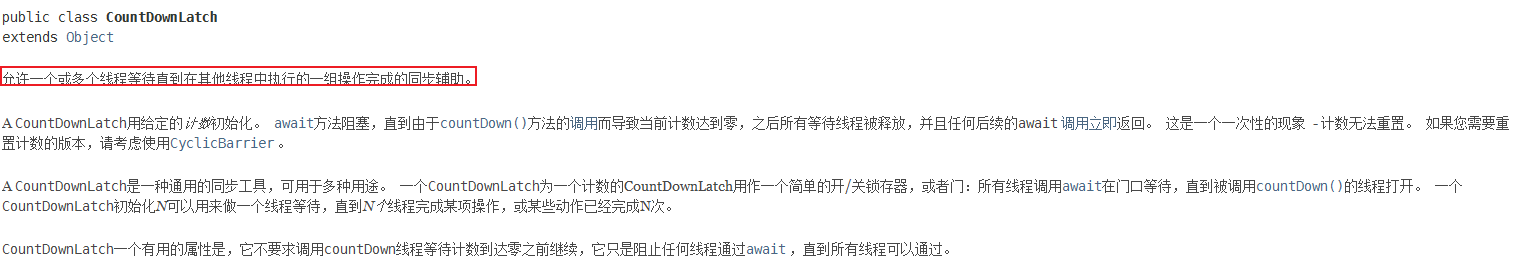 public class CountDownLatch
extends Object
允许一个或多个线程等待直到在其他线程中执行的一组操作完成的同步辅助。
A CountDownLatch用给定的计数初始化。 await方法阻塞，直到由于countDown()方法的调用而导致当前计数达到零，之后所有等待线程被释放，并且任何后续的await 调用立即返回。 这是一个一次性的现象 -计数无法重置。 如果您需要重
置计数的版本，请考虑使用CyclicBarrier 。
A CountDownLatch是一种通用的同步工具，可用于多种用途。 一个CountDownLatch为一个计数的CountDownLatch用作一个简单的开/关锁存器，或者门：所有线程调用await在门口等待，直到被调用countDown()的线程打开。 一个
CountDownLatch初始化N可以用来做一个线程等待，直到N个线程完成某项操作，或某些动作已经完成N次。
CountDownLatch一个有用的属性是，它不要求调用countDown线程等待计数到达零之前继续，它只是阻止任何线程通过await ，直到所有线程可以通过。